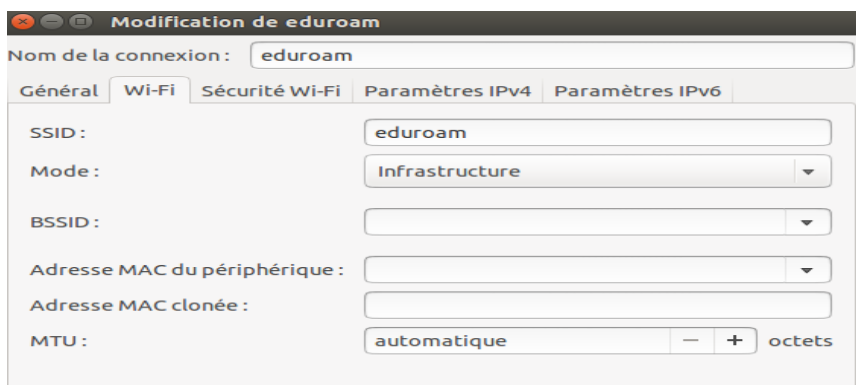 Modification de eduroam
Nom de la connexion : eduroam
Général Wi-Fi Sécurité Wi-Fi Paramètres IPv4 Paramètres IPv6
SSID : eduroam
Mode : Infrastructure
BSSID :
Adresse MAC du périphérique :
Adresse MAC clonée :
MTU : automatique − + octets